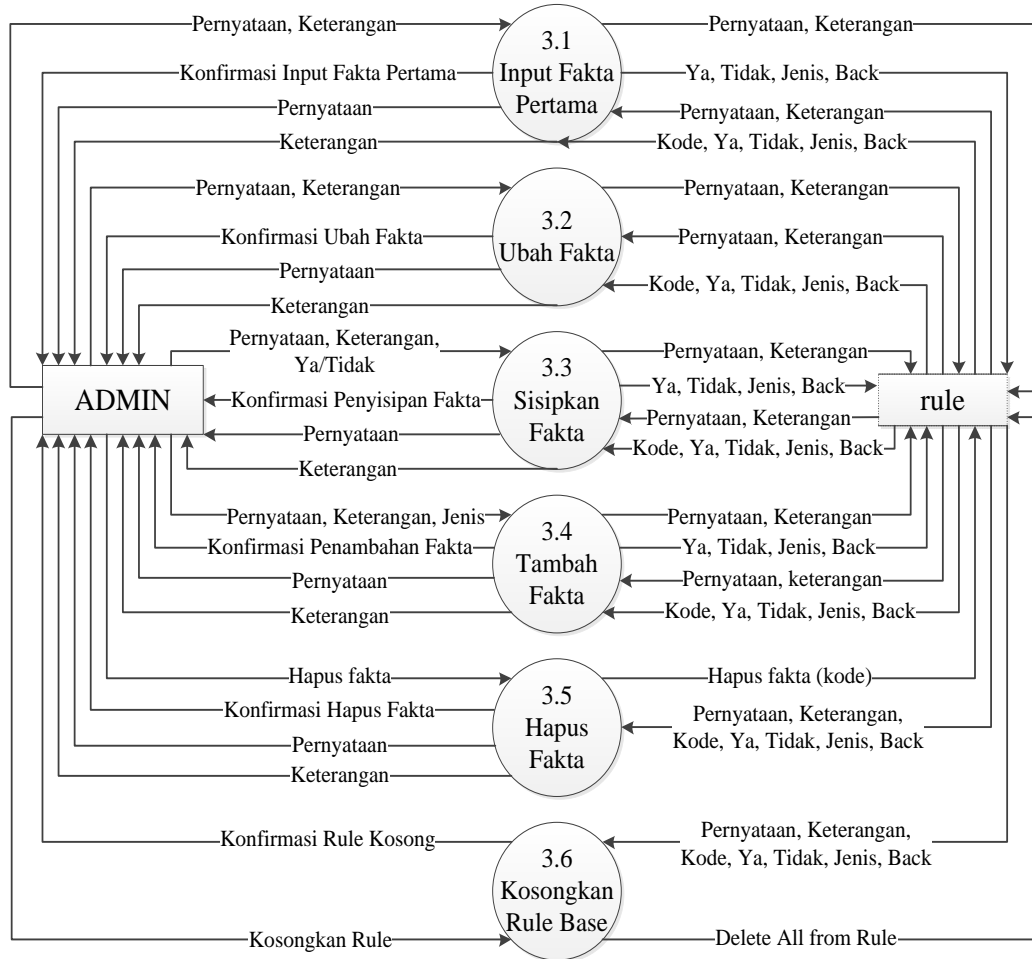 Pernyataan, Keterangan
3.1
Input Fakta
Pertama
Pernyataan, Keterangan
Konfirmasi Input Fakta Pertama
Ya, Tidak, Jenis, Back
Pernyataan
Pernyataan, Keterangan
Keterangan
Kode, Ya, Tidak, Jenis, Back
Pernyataan, Keterangan
3.2
Ubah Fakta
Pernyataan, Keterangan
Konfirmasi Ubah Fakta
Pernyataan, Keterangan
Pernyataan
Kode, Ya, Tidak, Jenis, Back
Keterangan
ADMIN
Pernyataan, Keterangan,
Ya/Tidak
3.3
Sisipkan
Fakta
Pernyataan, Keterangan
Ya, Tidak, Jenis, Back
rule
Konfirmasi Penyisipan Fakta
Pernyataan, Keterangan
Pernyataan
Kode, Ya, Tidak, Jenis, Back
Keterangan
Pernyataan, Keterangan, Jenis
3.4
Tambah
Fakta
Pernyataan, Keterangan
Konfirmasi Penambahan Fakta
Ya, Tidak, Jenis, Back
Pernyataan
Pernyataan, keterangan
Keterangan
Kode, Ya, Tidak, Jenis, Back
Hapus fakta
3.5
Hapus
Fakta
Hapus fakta (kode)
Konfirmasi Hapus Fakta
Pernyataan, Keterangan,
Kode, Ya, Tidak, Jenis, Back
Pernyataan
Keterangan
Konfirmasi Rule Kosong
3.6
Kosongkan
Rule Base
Pernyataan, Keterangan,
Kode, Ya, Tidak, Jenis, Back
Kosongkan Rule
Delete All from Rule